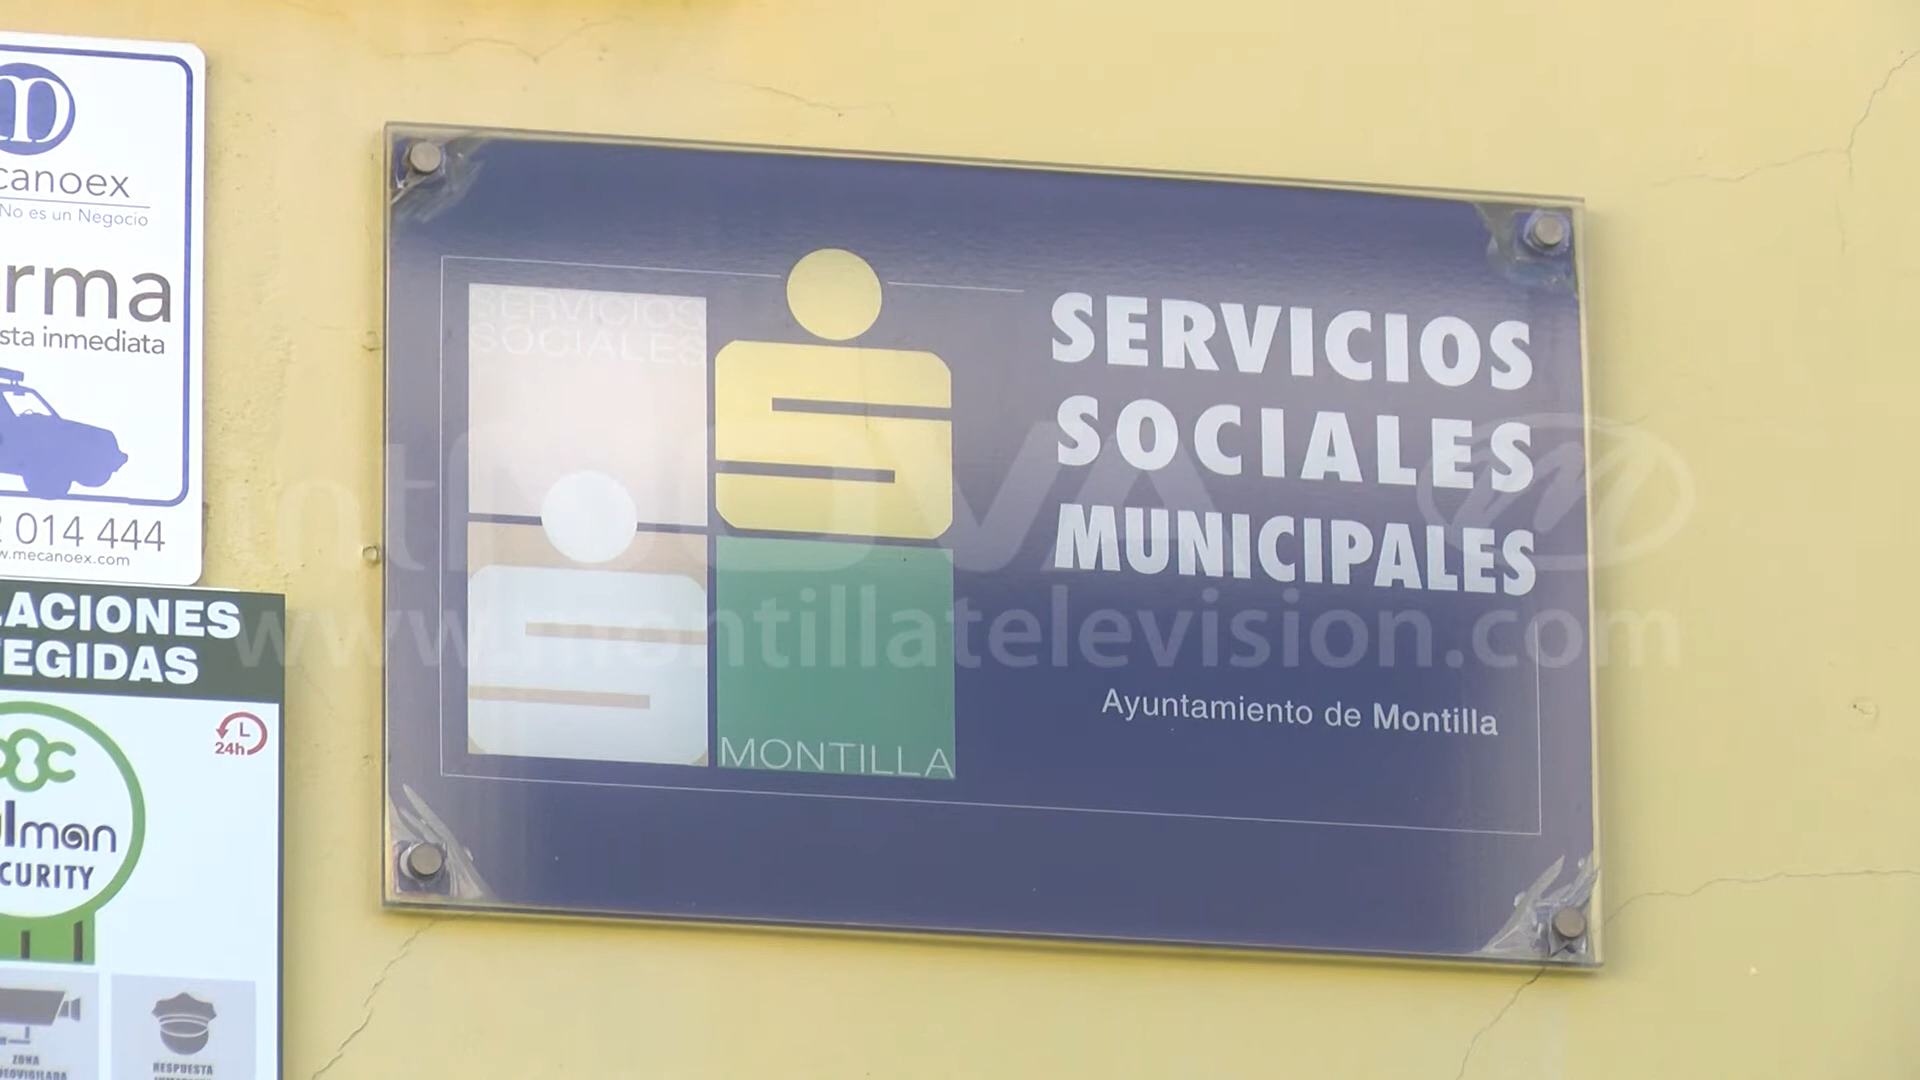 canoex
No es un Negocio
rma
sta inmediata
014 444
w.mecanoex.com
LACIONES
EGIDAS
L
24h
lman
CURITY
ZONA
RESPUESTA
SERVICIOS
SOCIALES
MONTILLA
SERVICIOS
SOCIALES
MUNICIPALES
Ayuntamiento de Montilla
www.montillatelevision.com